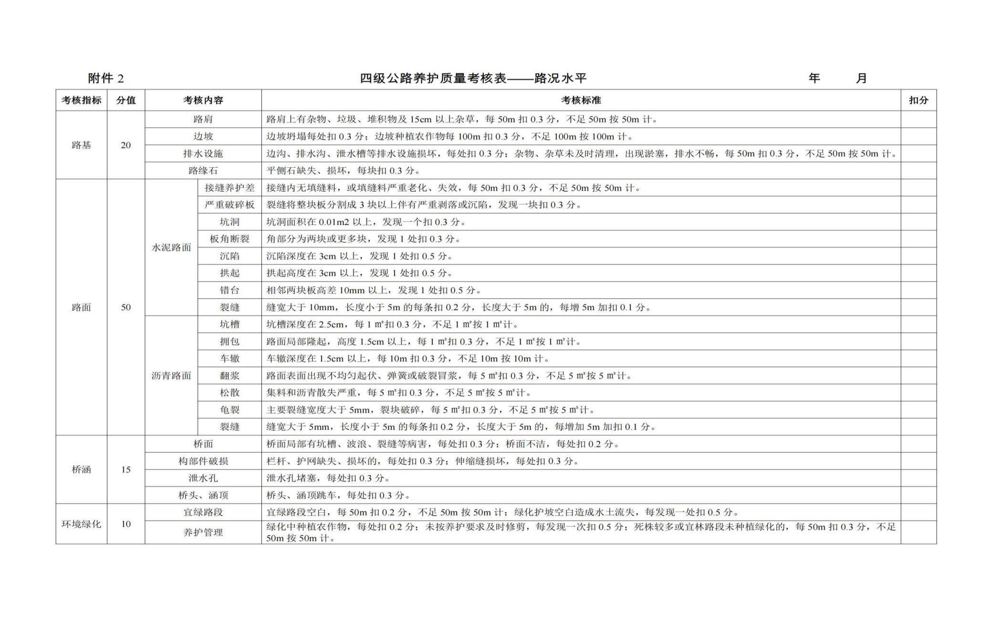 附件 2 四级公路养护质量考核表——路况水平 年 月
考核指标 分值 考核内容 考核标准 扣分
路基 20 路肩 路肩上有杂物、垃圾、堆积物及 15cm 以上杂草，每 50m 扣 0.3 分，不足 50m 按 50m 计。
边坡 边坡坍塌每处扣 0.3 分；边坡种植农作物每 100m 扣 0.3 分，不足 100m 按 100m 计。
排水设施 边沟、排水沟、泄水槽等排水设施损坏，每处扣 0.3 分；杂物、杂草未及时清理，出现淤塞，排水不畅，每 50m 扣 0.3 分，不足 50m 按 50m 计。
路缘石 平侧石缺失、损坏，每块扣 0.3 分。
路面 50 水泥路面 接缝养护差 接缝内无填缝料，或填缝料严重老化、失效，每 50m 扣 0.3 分，不足 50m 按 50m 计。
严重破碎板 裂缝将整块板分割成 3 块以上伴有严重剥落或沉陷，发现一块扣 0.3 分。
坑洞 坑洞面积在 0.01m2 以上，发现一个扣 0.3 分。
板角断裂 角部分为两块或更多块，发现 1 处扣 0.3 分。
沉陷 沉陷深度在 3cm 以上，发现 1 处扣 0.5 分。
拱起 拱起高度在 3cm 以上，发现 1 处扣 0.5 分。
错台 相邻两块板高差 10mm 以上，发现 1 处扣 0.5 分。
裂缝 缝宽大于 10mm，长度小于 5m 的每条扣 0.2 分，长度大于 5m 的，每增 5m 加扣 0.1 分。
沥青路面 坑槽 坑槽深度在 2.5cm，每 1 ㎡扣 0.3 分，不足 1 ㎡按 1 ㎡计。
拥包 路面局部隆起，高度 1.5cm 以上，每 1 ㎡扣 0.3 分，不足 1 ㎡按 1 ㎡计。
车辙 车辙深度在 1.5cm 以上，每 10m 扣 0.3 分，不足 10m 按 10m 计。
翻浆 路面表面出现不均匀起伏、弹簧或破裂冒浆，每 5 ㎡扣 0.3 分，不足 5 ㎡按 5 ㎡计。
松散 集料和沥青散失严重，每 5 ㎡扣 0.3 分，不足 5 ㎡按 5 ㎡计。
龟裂 主要裂缝宽度大于 5mm，裂块破碎，每 5 ㎡扣 0.3 分，不足 5 ㎡按 5 ㎡计。
裂缝 缝宽大于 5mm，长度小于 5m 的每条扣 0.2 分，长度大于 5m 的，每增加 5m 加扣 0.1 分。
桥涵 15 桥面 桥面局部有坑槽、波浪、裂缝等病害，每处扣 0.3 分；桥面不洁，每处扣 0.2 分。
构部件破损 栏杆、护网缺失、损坏的，每处扣 0.3 分；伸缩缝损坏，每处扣 0.3 分。
泄水孔 泄水孔堵塞，每处扣 0.3 分。
桥头、涵顶 桥头、涵顶跳车，每处扣 0.3 分。
环境绿化 10 宜绿路段 宜绿路段空白，每 50m 扣 0.2 分，不足 50m 按 50m 计；绿化护坡空白造成水土流失，每发现一处扣 0.5 分。
养护管理 绿化中种植农作物，每处扣 0.2 分；未按养护要求及时修剪，每发现一次扣 0.5 分；死株较多或宜林路段未种植绿化的，每 50m 扣 0.3 分，不足
50m 按 50m 计。